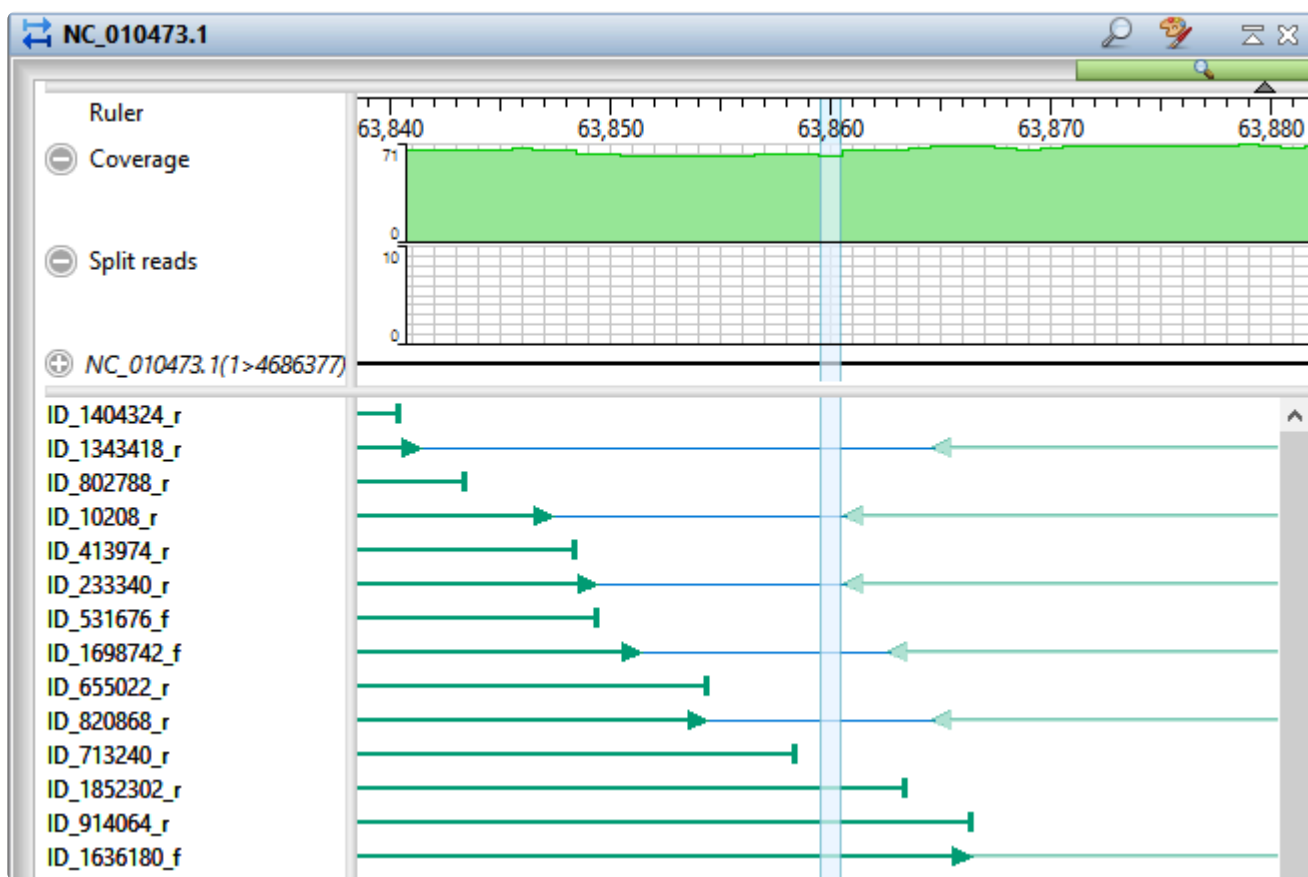 NC_010473.1
Ruler
63,840 63,850 63,860 63,870 63,880
Coverage
71
0
Split reads
10
0
NC_010473.1(1>4686377)
ID_1404324_r
ID_1343418_r
ID_802788_r
ID_10208_r
ID_413974_r
ID_233340_r
ID_531676_f
ID_1698742_f
ID_655022_r
ID_820868_r
ID_713240_r
ID_1852302_r
ID_914064_r
ID_1636180_f